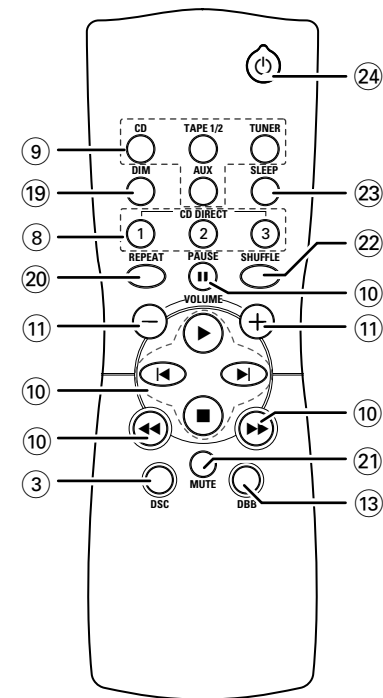 24
CD TAPE 1/2 TUNER
9
DIM AUX SLEEP
19 23
CD DIRECT
8 1 2 3 22
REPEAT PAUSE SHUFFLE
20 10
VOLUME
11 11
10
10 10
3 21
MUTE
DSC DBB 13